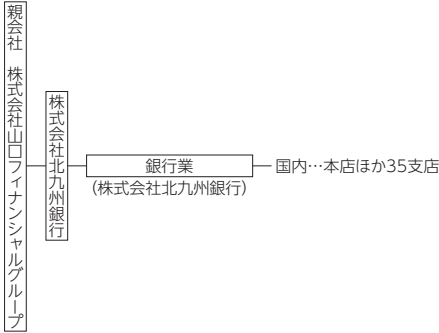 親会社 株式会社山口フィナンシャルグループ
株式会社北九州銀行
銀行業
(株式会社北九州銀行)
国内…本店ほか35支店